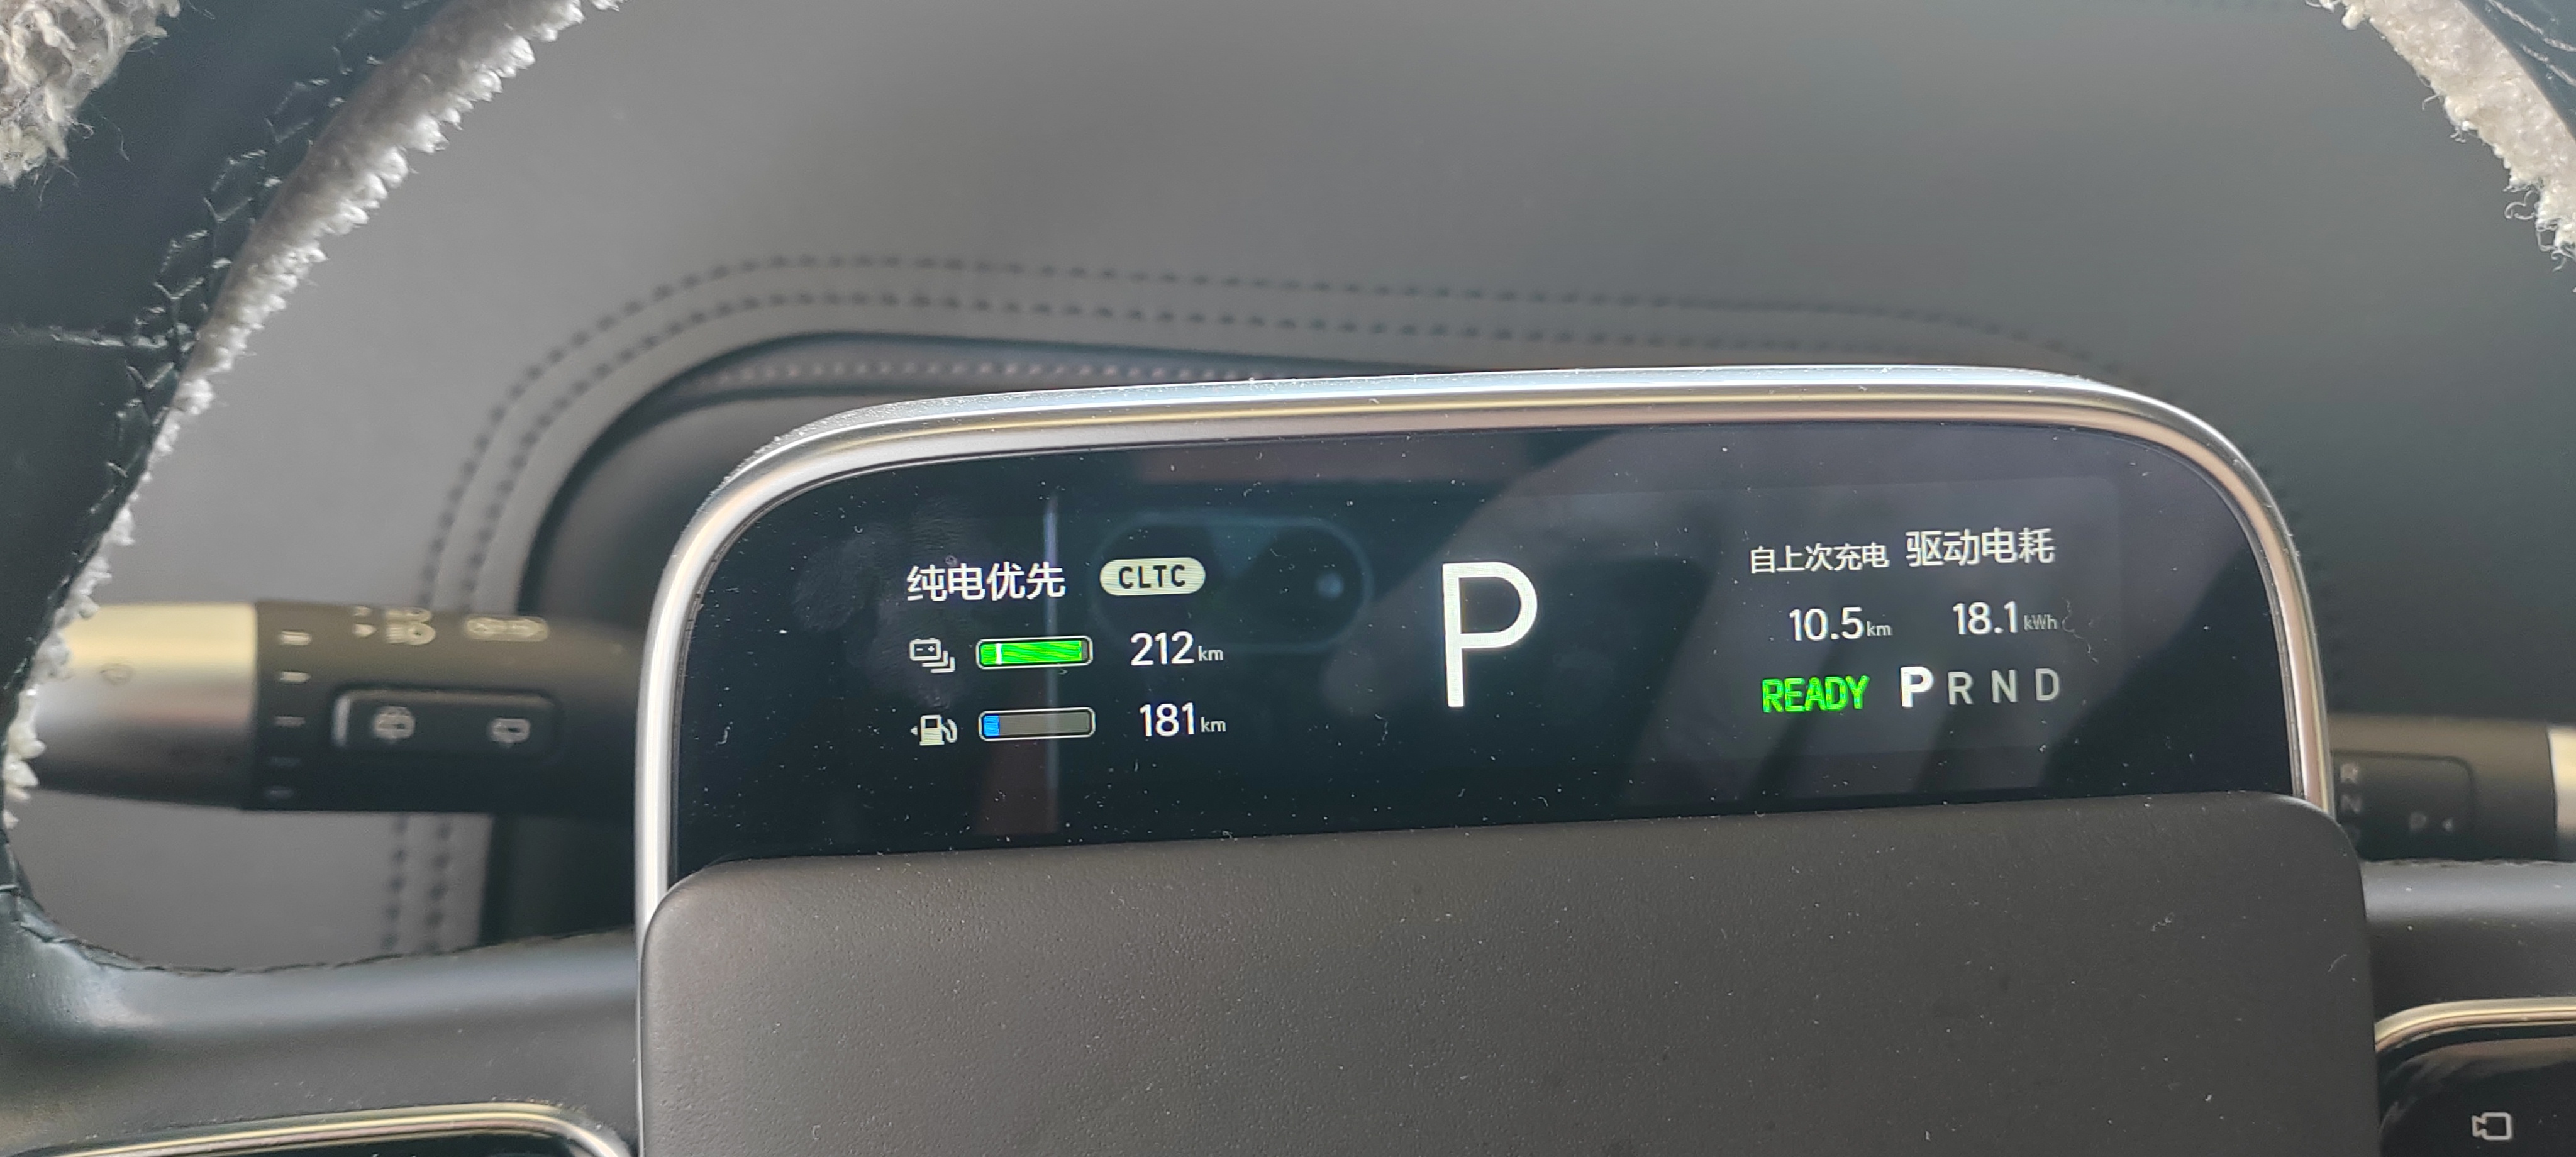 纯电优先 CLTC
212km
181km
P
自上次充电 驱动电耗
10.5km 18.1kWh
READY P R N D
R
N
P